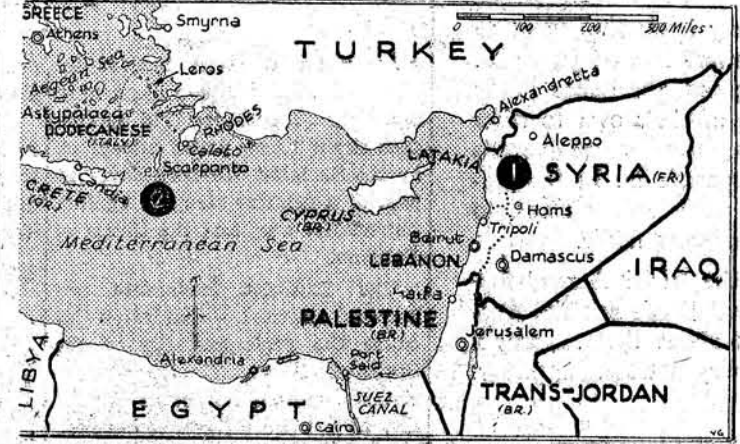 GREECE
Athens
Smyrna
Aegean Sea
Leros
Astypalaea
DODECANESE
(ITALY)
RHODES
Calato
Scarpanto
Candia
CRETE
(GR.)
2
0 100 200 300 Miles
TURKEY
Alexandretta
Aleppo
LATAKIA
1
SYRIA (FR.)
CYPRUS
(BR.)
Homs
Tripoli
Mediterranean Sea
Beirut
LEBANON
Damascus
IRAQ
Haifa
PALESTINE
(BR.)
Jerusalem
LIBYA
Alexandria
Port
Said
SUEZ
CANAL
TRANS-JORDAN
(BR.)
EGYPT
Cairo
VG